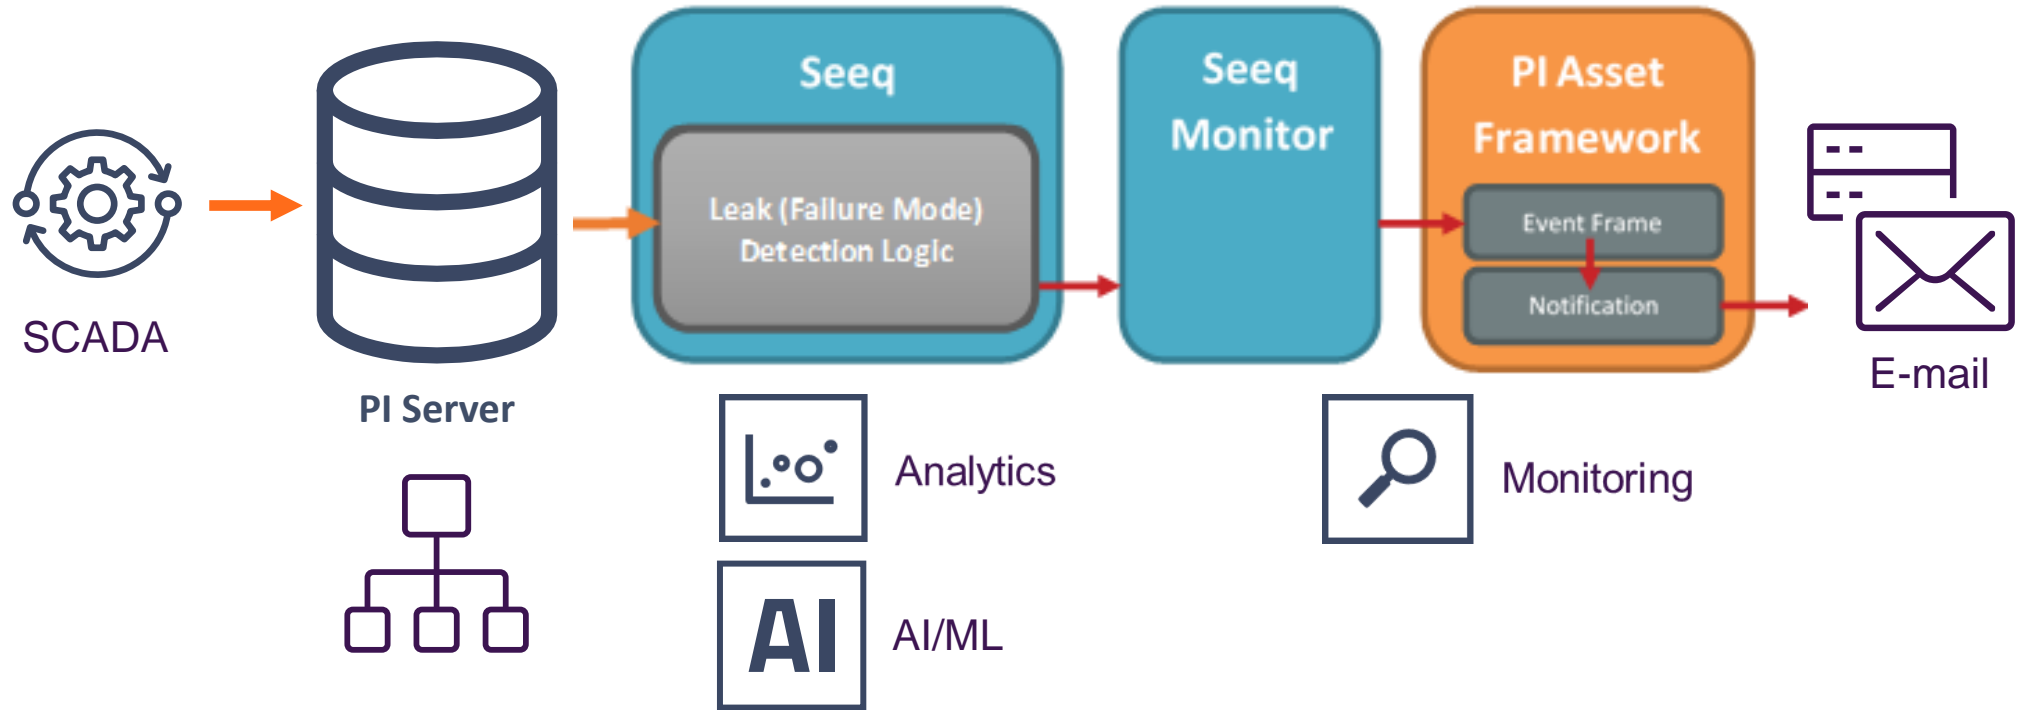 SCADA
PI Server
Seeq
Leak (Failure Mode)
Detection Logic
Seeq
Monitor
PI Asset
Framework
Event Frame
Notification
E-mail
Analytics
AI
AI/ML
Monitoring